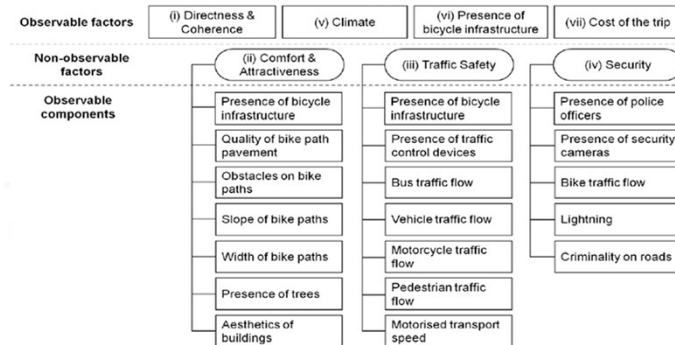 Observable factors
(i) Directness &
Coherence
(v) Climate
(vi) Presence of
bicycle infrastructure
(vii) Cost of the trip
Non-observable
factors
(ii) Comfort &
Attractiveness
(iii) Traffic Safety
(iv) Security
Observable
components
Presence of bicycle
infrastructure
Quality of bike path
pavement
Obstacles on bike
paths
Slope of bike paths
Width of bike paths
Presence of trees
Aesthetics of
buildings
Presence of bicycle
infrastructure
Presence of traffic
control devices
Bus traffic flow
Vehicle traffic flow
Motorcycle traffic
flow
Pedestrian traffic
flow
Motorised transport
speed
Presence of police
officers
Presence of security
cameras
Bike traffic flow
Lightning
Criminality on roads